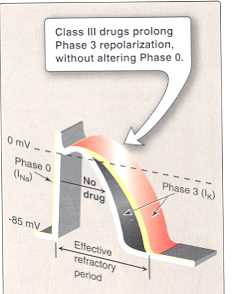 Class III drugs prolong
Phase 3 repolarization,
without altering Phase 0.
0 mV
Phase 0
(INa)
No
drug
Phase 3 (IK)
-85 mV
Effective
refractory
period